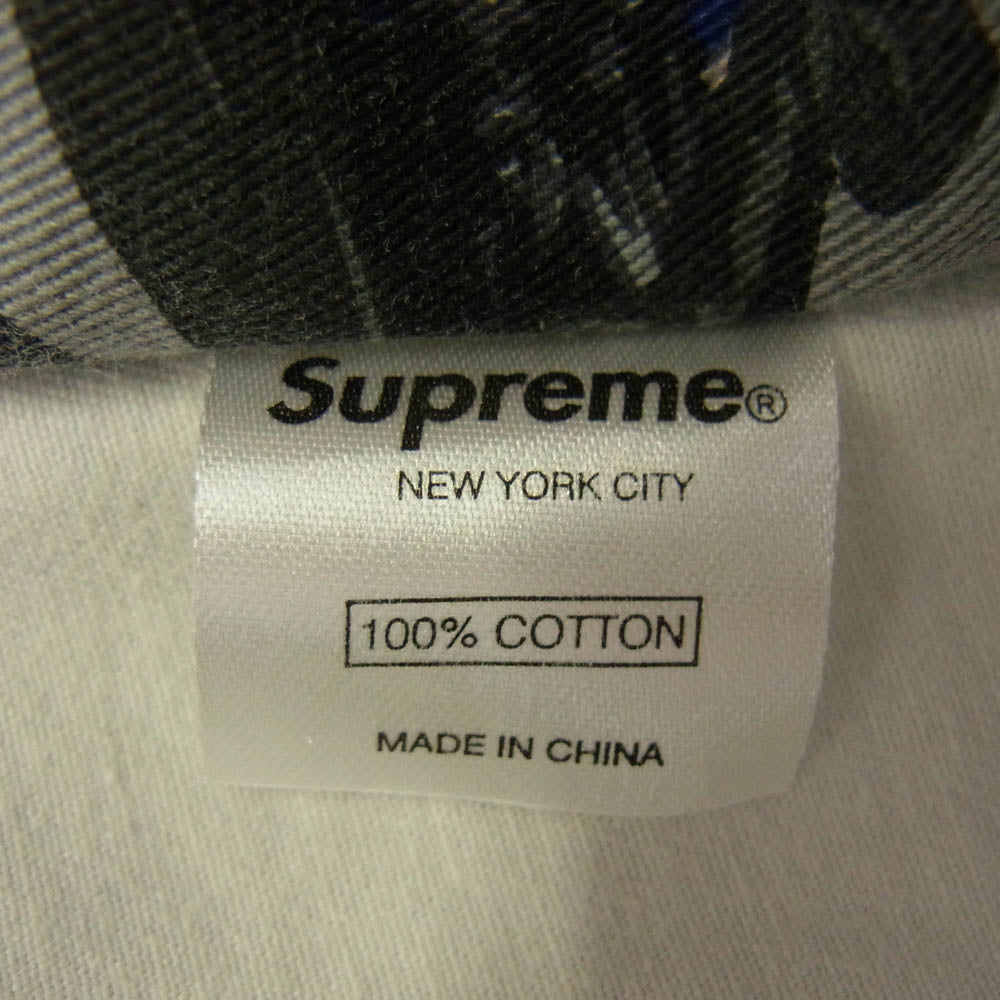 Supreme®
NEW YORK CITY
100% COTTON
MADE IN CHINA